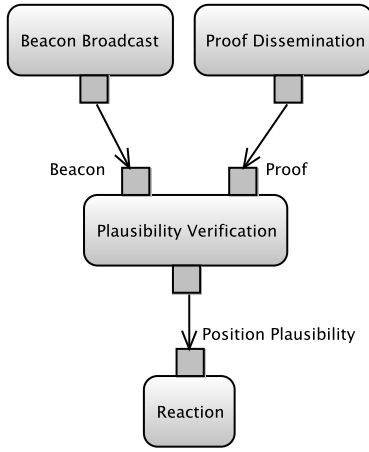 Beacon Broadcast
Proof Dissemination
Beacon
Proof
Plausibility Verification
Position Plausibility
Reaction